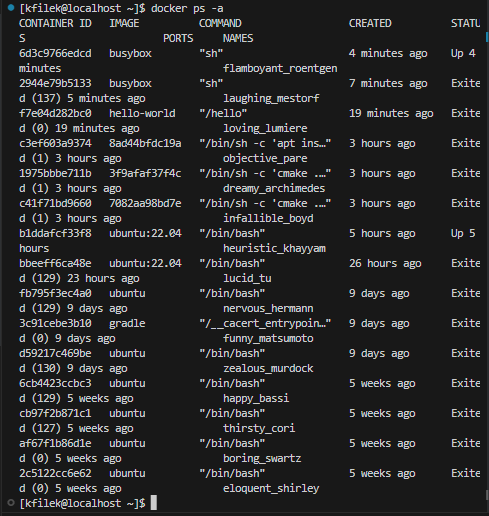 [kfilek@localhost ~]$ docker ps -a
CONTAINER ID   IMAGE          COMMAND                  CREATED          STATU
S                      PORTS     NAMES
6d3c9766edcd   busybox        "sh"                     4 minutes ago    Up 4 
minutes                          flamboyant_roentgen
2944e79b5133   busybox        "sh"                     7 minutes ago    Exite
d (137) 5 minutes ago            laughing_mestorf
f7e04d282bc0   hello-world    "/hello"                 19 minutes ago   Exite
d (0) 19 minutes ago             loving_lumiere
c3ef603a9374   8ad44bfdc19a   "/bin/sh -c 'apt ins…"   3 hours ago      Exite
d (1) 3 hours ago                objective_pare
1975bbbe711b   3f9afaf37f4c   "/bin/sh -c 'cmake .…"   3 hours ago      Exite
d (1) 3 hours ago                dreamy_archimedes
c41f71bd9660   7082aa98bd7e   "/bin/sh -c 'cmake .…"   3 hours ago      Exite
d (1) 3 hours ago                infallible_boyd
b1ddafcf33f8   ubuntu:22.04   "/bin/bash"              5 hours ago      Up 5 
hours                            heuristic_khayyam
bbeeff6ca48e   ubuntu:22.04   "/bin/bash"              26 hours ago     Exite
d (129) 23 hours ago             lucid_tu
fb795f3ec4a0   ubuntu         "/bin/bash"              9 days ago       Exite
d (129) 9 days ago               nervous_hermann
3c91cebe3b10   gradle         "/__cacert_entrypoin…"   9 days ago       Exite
d (0) 9 days ago                 funny_matsumoto
d59217c469be   ubuntu         "/bin/bash"              9 days ago       Exite
d (130) 9 days ago               zealous_murdock
6cb4423ccbc3   ubuntu         "/bin/bash"              5 weeks ago      Exite
d (129) 5 weeks ago              happy_bassi
cb97f2b871c1   ubuntu         "/bin/bash"              5 weeks ago      Exite
d (127) 5 weeks ago              thirsty_cori
af67f1b86d1e   ubuntu         "/bin/bash"              5 weeks ago      Exite
d (0) 5 weeks ago                boring_swartz
2c5122cc6e62   ubuntu         "/bin/bash"              5 weeks ago      Exite
d (0) 5 weeks ago                eloquent_shirley
[kfilek@localhost ~]$